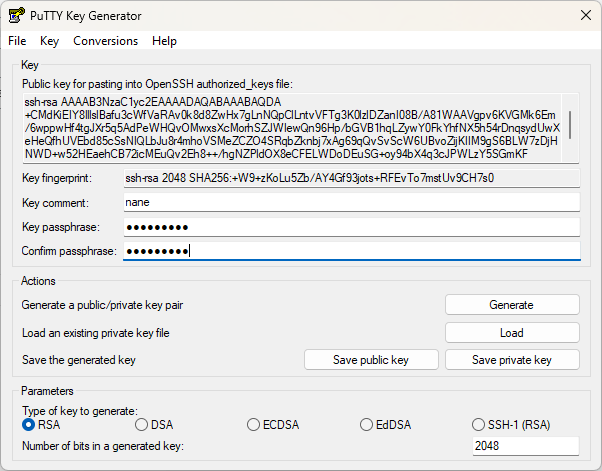 PuTTY Key Generator
File Key Conversions Help
Key
Public key for pasting into OpenSSH authorized_keys file:
ssh-rsa AAAAB3NzaC1yc2EAAAADAQABAAABAQDA
+CMdKiEIY8IllsIBafu3cWfVaRAv0k8d8ZwHx7gLnNQpClLntvVFTg3K0lzIDZanI08B/A81WAAVgpv6KVGMk6Em
/6wppwHf4tgJXr5q5AdPeWHQvOMwxsXcMorhSZJWIewQn96Hp/bGVB1hqLZywY0FkYhfNX5h54rDnqsydUwX
eHeQfhUVEbd85cSsNIQLbJu8r4mhoVSMeZCZO4SRqbZknbj7xAg69qQvSvScW6UBvoZijKIIM9gS6BLW7zDjH
NWD+w52HEaehCB72icMEuQv2Eh8++/hgNZPldOX8eCFELWDoDEuSG+oy94bX4q3cJPWLzY5SGmKF
Key fingerprint: ssh-rsa 2048 SHA256:+W9+zKoLu5Zb/AY4Gf93jots+RFEvTo7mstUv9CH7s0
Key comment: nane
Key passphrase: ●●●●●●●●●
Confirm passphrase: ●●●●●●●●●
Actions
Generate a public/private key pair Generate
Load an existing private key file Load
Save the generated key Save public key Save private key
Parameters
Type of key to generate:
RSA DSA ECDSA EdDSA SSH-1 (RSA)
Number of bits in a generated key: 2048